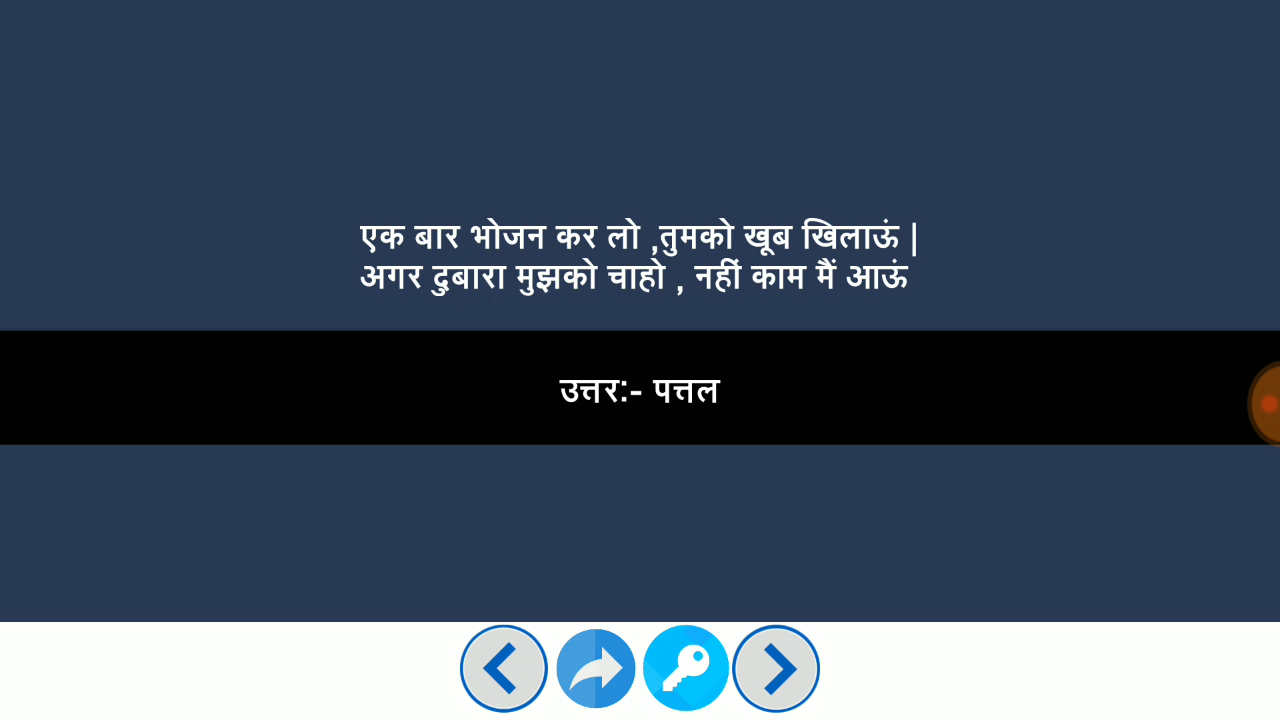 एक बार भोजन कर लो ,तुमको खूब खिलाऊं |
अगर दुबारा मुझको चाहो , नहीं काम मैं आऊं
उत्तर:- पत्तल